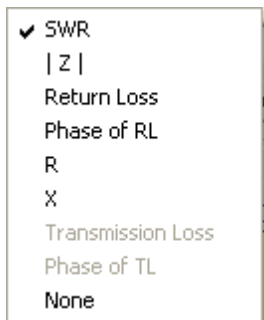 SWR
| Z |
Return Loss
Phase of RL
R
X
Transmission Loss
Phase of TL
None